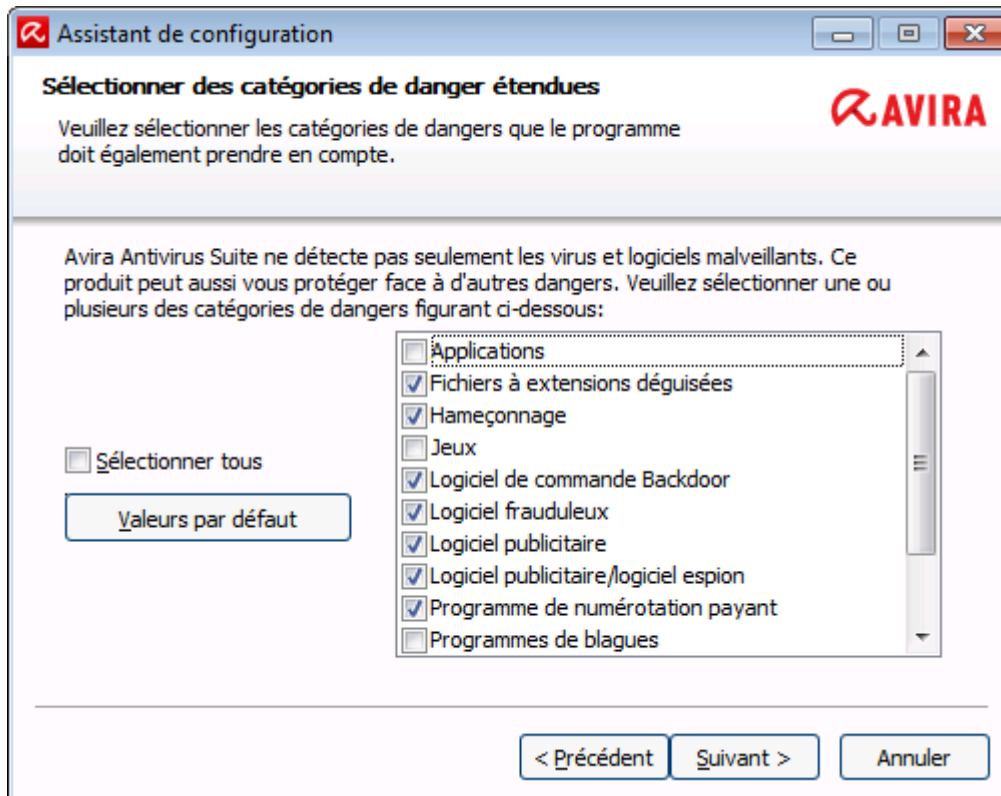 Assistant de configuration
Sélectionner des catégories de danger étendues
Veuillez sélectionner les catégories de dangers que le programme
doit également prendre en compte.
AVIRA
Avira Antivirus Suite ne détecte pas seulement les virus et logiciels malveillants. Ce
produit peut aussi vous protéger face à d'autres dangers. Veuillez sélectionner une ou
plusieurs des catégories de dangers figurant ci-dessous:
Applications
Fichiers à extensions déguisées
Hameçonnage
Jeux
Logiciel de commande Backdoor
Logiciel frauduleux
Logiciel publicitaire
Logiciel publicitaire/logiciel espion
Programme de numérotation payant
Programmes de blagues
Sélectionner tous
Valeurs par défaut
< Précédent
Suivant >
Annuler